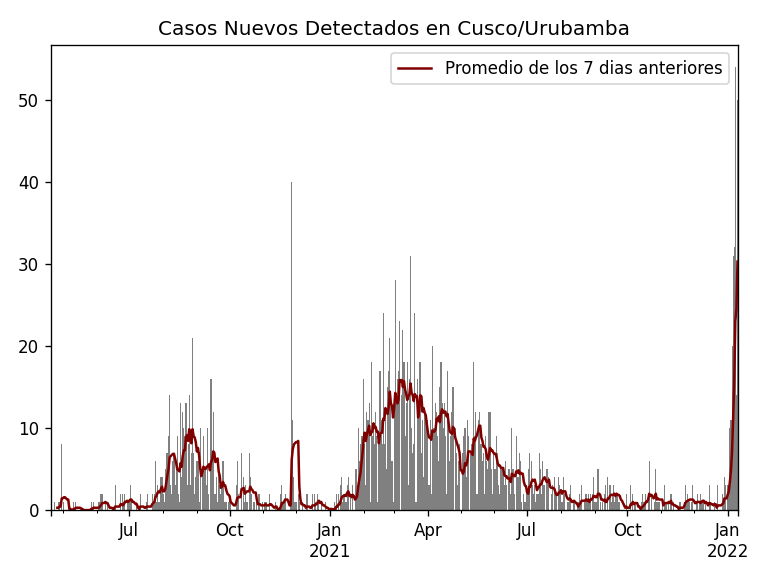 Casos Nuevos Detectados en Cusco/Urubamba
Promedio de los 7 dias anteriores
50
40
30
20
10
0
Jul
Oct
Jan
2021
Apr
Jul
Oct
Jan
2022